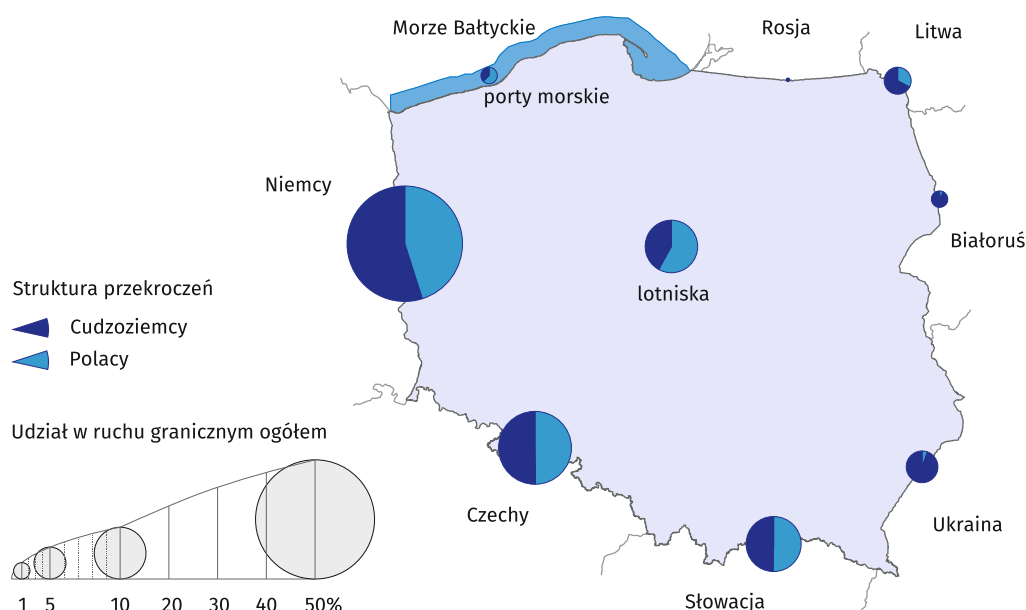 Morze Bałtyckie
Rosja
Litwa
porty morskie
Niemcy
Białoruś
lotniska
Struktura przekroczeń
Cudzoziemcy
Polacy
Udział w ruchu granicznym ogółem
Czechy
Ukraina
Słowacja
1 5 10 20 30 40 50%